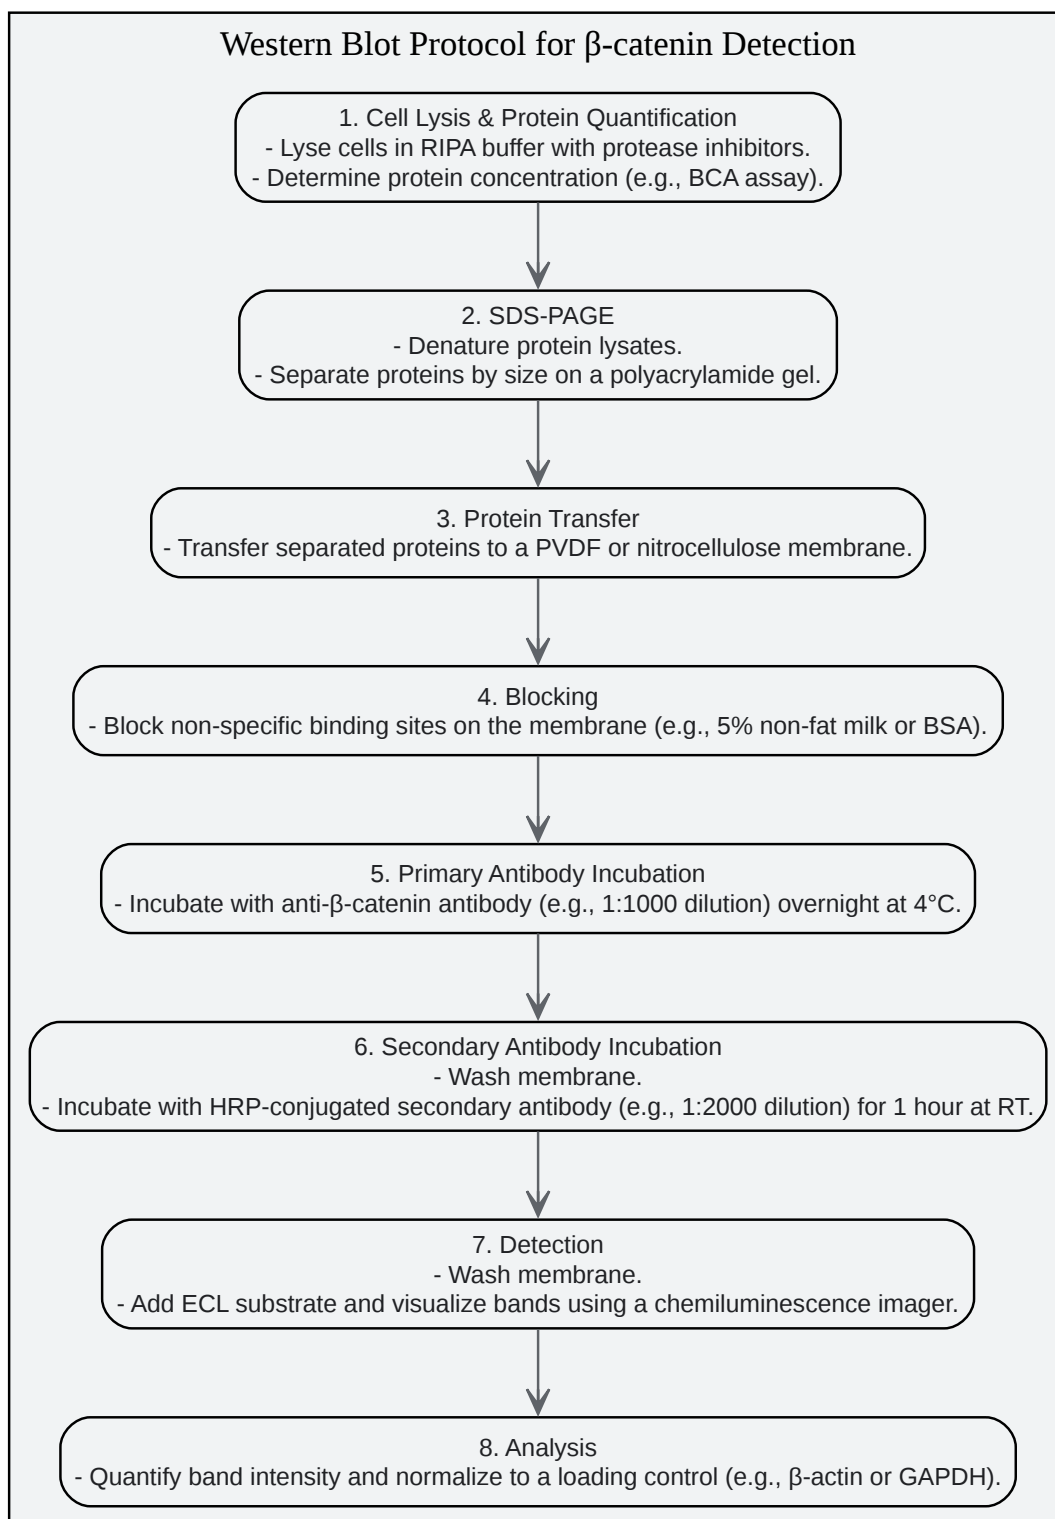 Western Blot Protocol for β-catenin Detection
1. Cell Lysis & Protein Quantification
- Lyse cells in RIPA buffer with protease inhibitors.
- Determine protein concentration (e.g., BCA assay).
2. SDS-PAGE
- Denature protein lysates.
- Separate proteins by size on a polyacrylamide gel.
3. Protein Transfer
- Transfer separated proteins to a PVDF or nitrocellulose membrane.
4. Blocking
- Block non-specific binding sites on the membrane (e.g., 5% non-fat milk or BSA).
5. Primary Antibody Incubation
- Incubate with anti-β-catenin antibody (e.g., 1:1000 dilution) overnight at 4°C.
6. Secondary Antibody Incubation
- Wash membrane.
- Incubate with HRP-conjugated secondary antibody (e.g., 1:2000 dilution) for 1 hour at RT.
7. Detection
- Wash membrane.
- Add ECL substrate and visualize bands using a chemiluminescence imager.
8. Analysis
- Quantify band intensity and normalize to a loading control (e.g., β-actin or GAPDH).